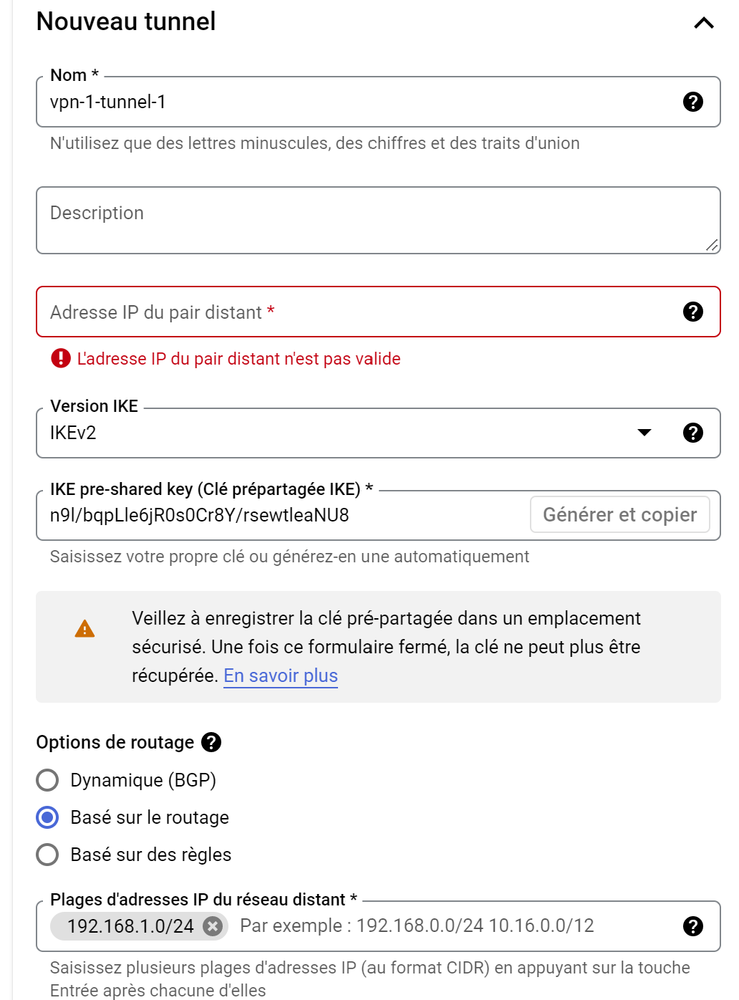 Nouveau tunnel
Nom *
vpn-1-tunnel-1
N'utilisez que des lettres minuscules, des chiffres et des traits d'union
Description
Adresse IP du pair distant *
L'adresse IP du pair distant n'est pas valide
Version IKE
IKEv2
IKE pre-shared key (Clé prépartagée IKE) *
n9l/bqpLle6jR0s0Cr8Y/rsewtleaNU8
Générer et copier
Saisissez votre propre clé ou générez-en une automatiquement
Veillez à enregistrer la clé pré-partagée dans un emplacement
sécurisé. Une fois ce formulaire fermé, la clé ne peut plus être
récupérée. En savoir plus
Options de routage
Dynamique (BGP)
Basé sur le routage
Basé sur des règles
Plages d'adresses IP du réseau distant *
192.168.1.0/24 Par exemple : 192.168.0.0/24 10.16.0.0/12
Saisissez plusieurs plages d'adresses IP (au format CIDR) en appuyant sur la touche
Entrée après chacune d'elles